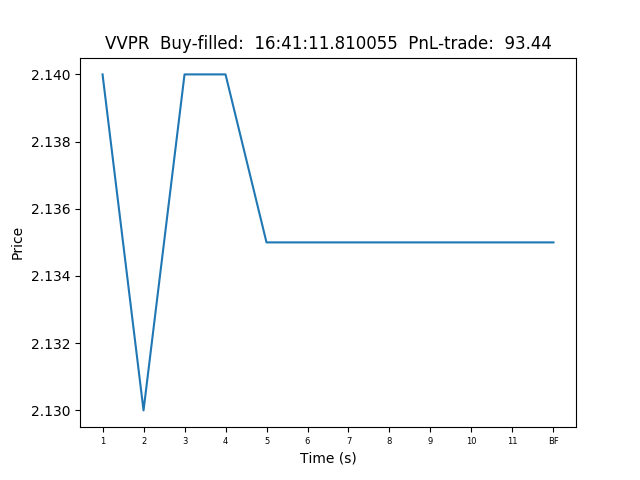 VVPR  Buy-filled:  16:41:11.810055  PnL-trade:  93.44
2.140
2.138
2.136
2.134
2.132
2.130
Price
1 2 3 4 5 6 7 8 9 10 11 BF
Time (s)